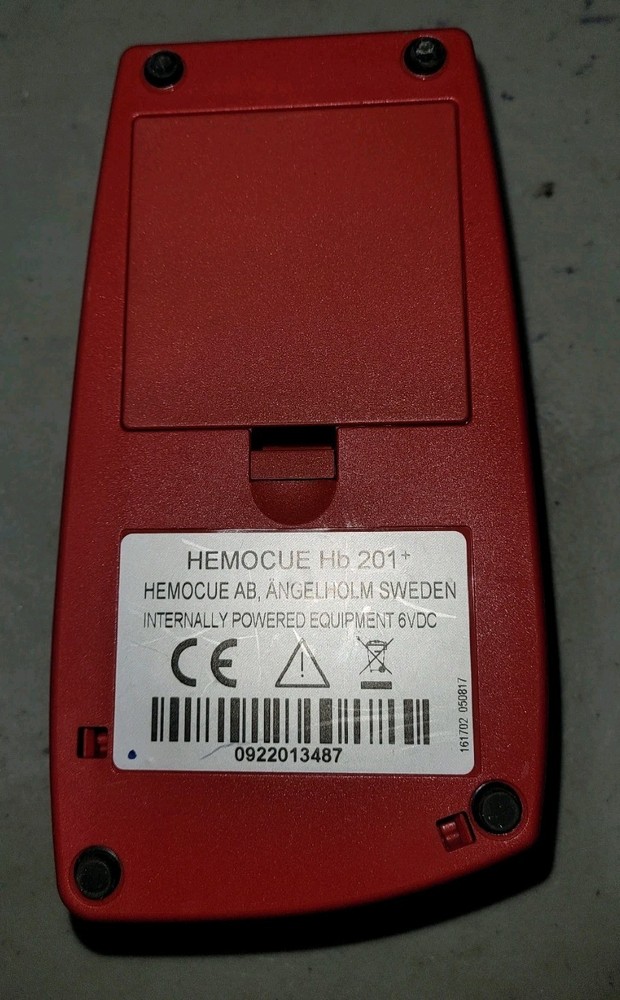 HEMOCUE Hb 201⁺
HEMOCUE AB, ÄNGELHOLM SWEDEN
INTERNALLY POWERED EQUIPMENT 6VDC
CE
0922013487
161702 050817